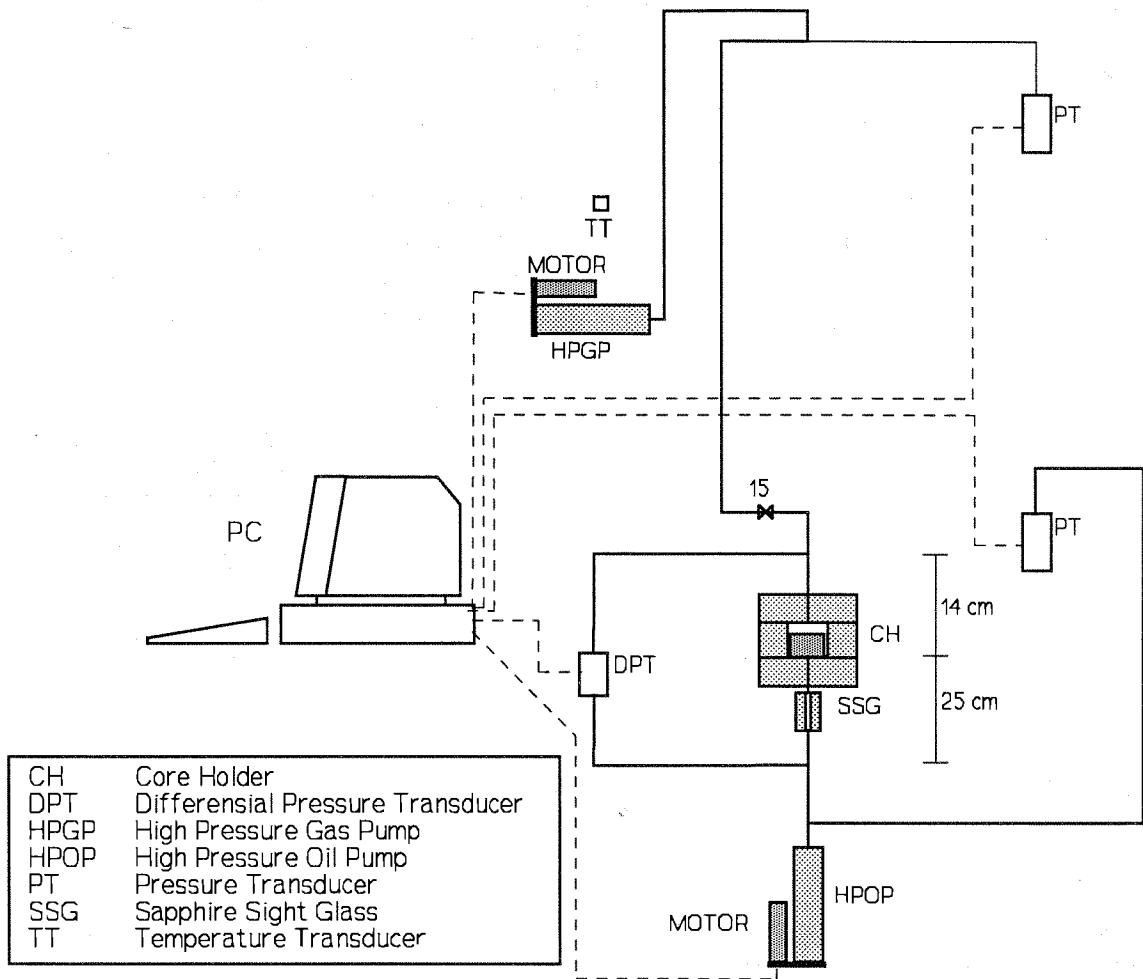 PT
TT
MOTOR
HPGP
15
PC
PT
14 cm
CH
DPT
SSG
25 cm
CH Core Holder
DPT Differensial Pressure Transducer
HPGP High Pressure Gas Pump
HPOP High Pressure Oil Pump
PT Pressure Transducer
SSG Sapphire Sight Glass
TT Temperature Transducer
HPOP
MOTOR